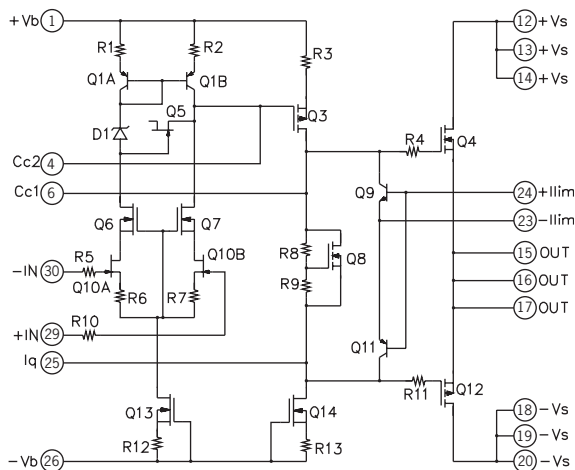 +Vb 1
12 +Vs
R1
R2
R3
13 +Vs
Q1A
Q1B
14 +Vs
Q5
Q3
D1
R4
Q4
Cc2 4
Cc1 6
Q9
24 +Ilim
23 -Ilim
Q6
Q7
R8
Q8
15 OUT
R5
Q10B
-IN 30
Q10A
R6
R7
R9
16 OUT
17 OUT
+IN 29
R10
Q11
Iq 25
R11
Q12
Q13
Q14
18 -Vs
R12
R13
19 -Vs
-Vb 26
20 -Vs